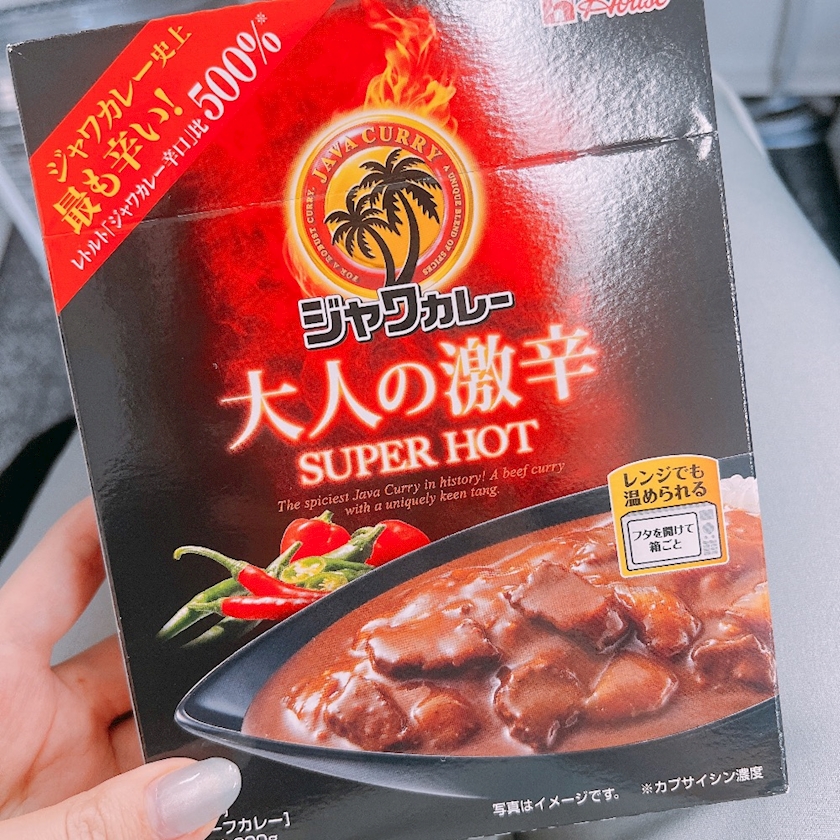 House
ジャワカレー史上
最も辛い!
レトルト「ジャワカレー辛口」比500%※
JAVA CURRY
FOR A ROBUST CURRY, A UNIQUE BLEND OF SPICES
ジャワカレー
大人の激辛
SUPER HOT
The spiciest Java Curry in history! A beef curry
with a uniquely keen tang.
レンジでも
温められる
フタを開けて
箱ごと
写真はイメージです。 ※カプサイシン濃度
フカレー]